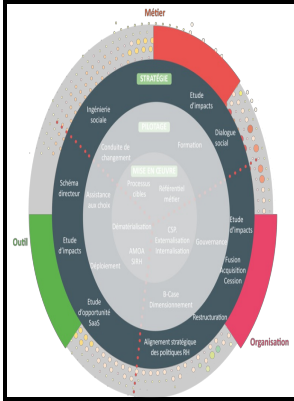 Métier
STRATÉGIE
Etude
d'impacts
Ingénierie
sociale
PILOTAGE
Dialogue
social
Conduite de
changement
Formation
MISE EN ŒUVRE
Processus
cibles
Référentiel
métier
Schéma
directeur
Assistance
aux choix
Etude
d'impacts
Dématérialisation
CSP
Externalisation
Internalisation
Gouvernance
Outil
Etude
d'impacts
AMOA
SIRH
Fusion
Acquisition
Cession
Déploiement
B-Case
Dimensionnement
Etude
d'opportunité
SaaS
Restructuration
Organisation
Alignement stratégique
des politiques RH